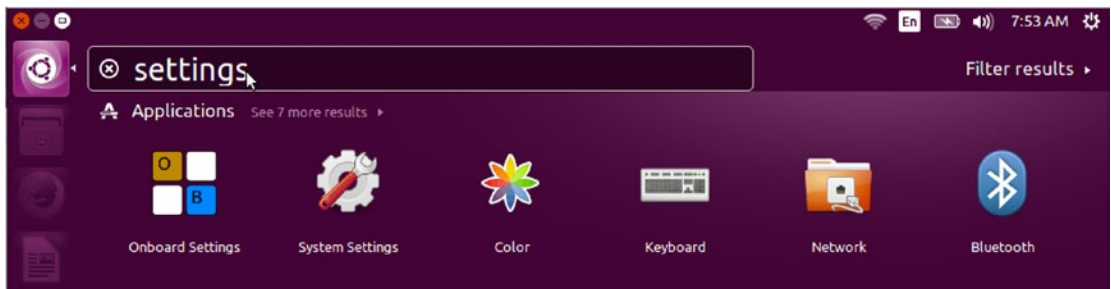 En 7:53 AM
settings
Filter results
Applications See 7 more results
O
B
Onboard Settings System Settings Color Keyboard Network Bluetooth